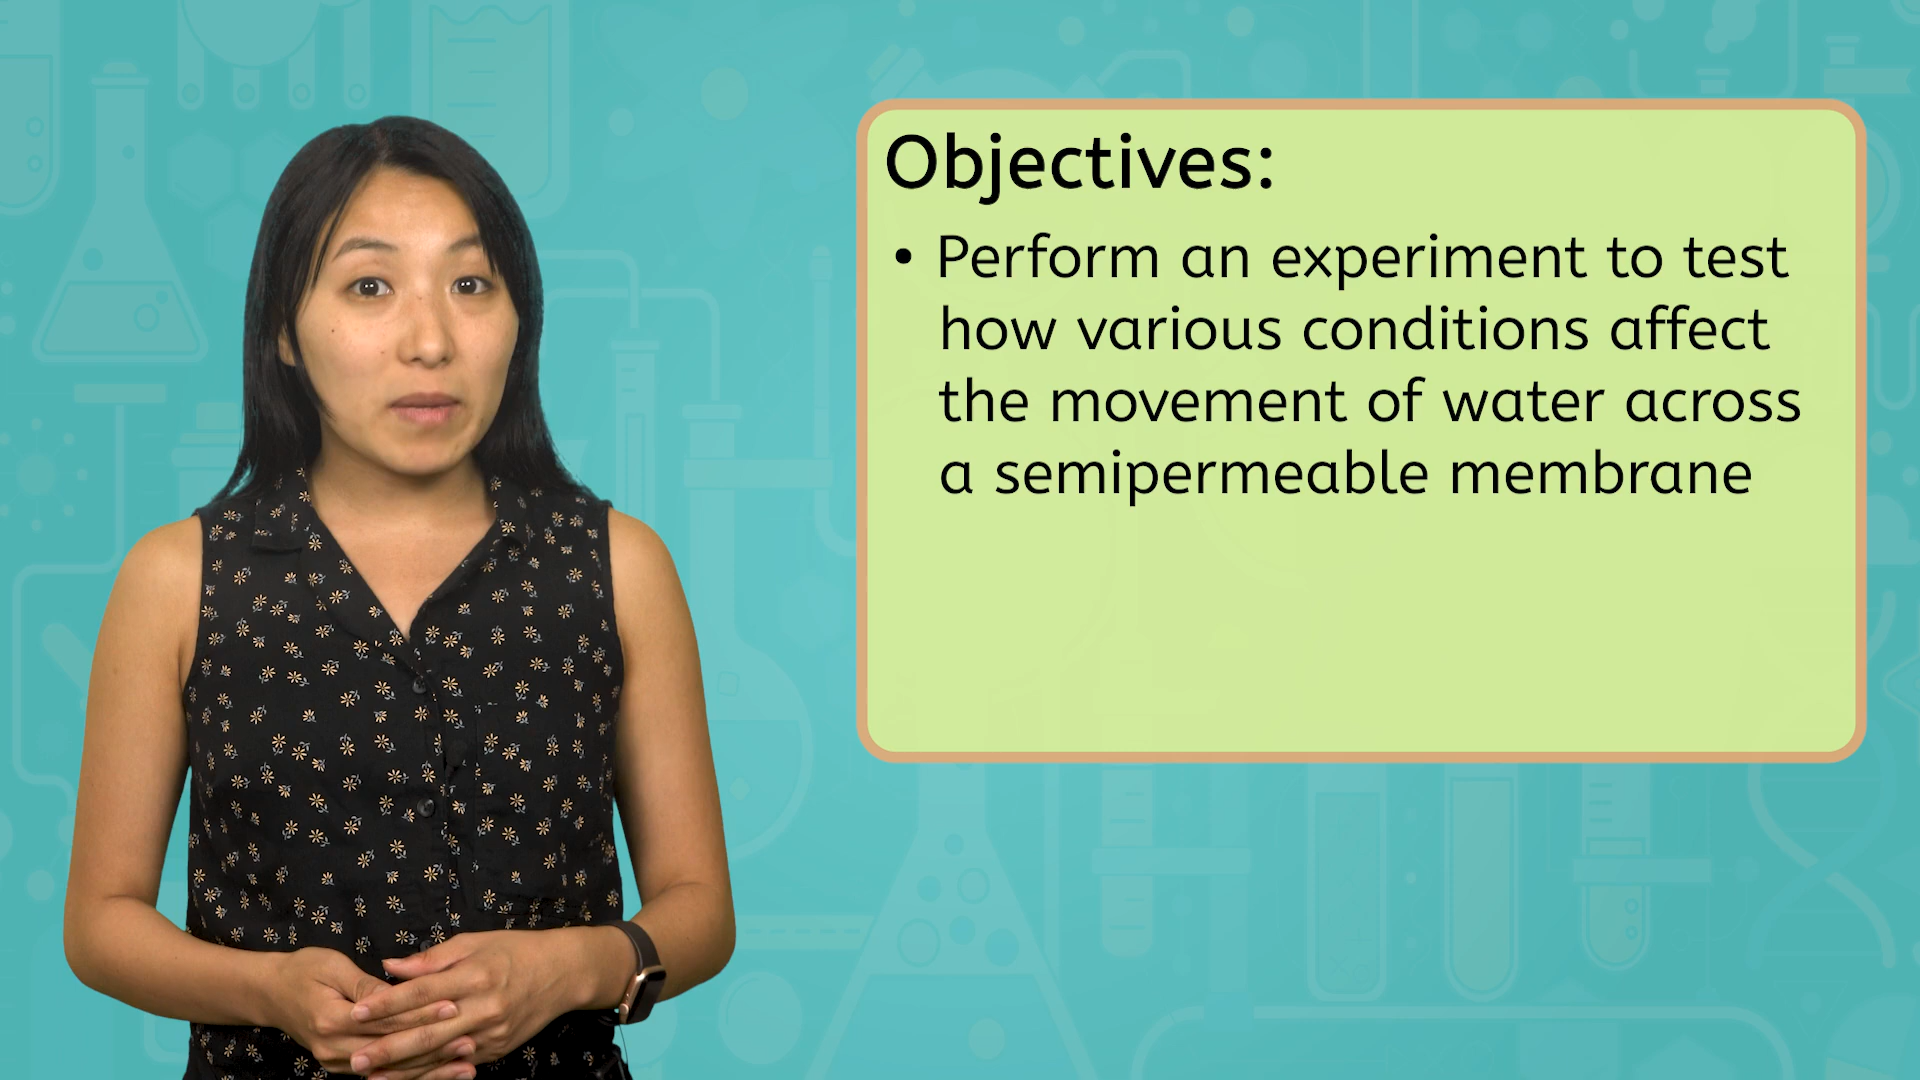 Objectives:
• Perform an experiment to test
how various conditions affect
the movement of water across
a semipermeable membrane